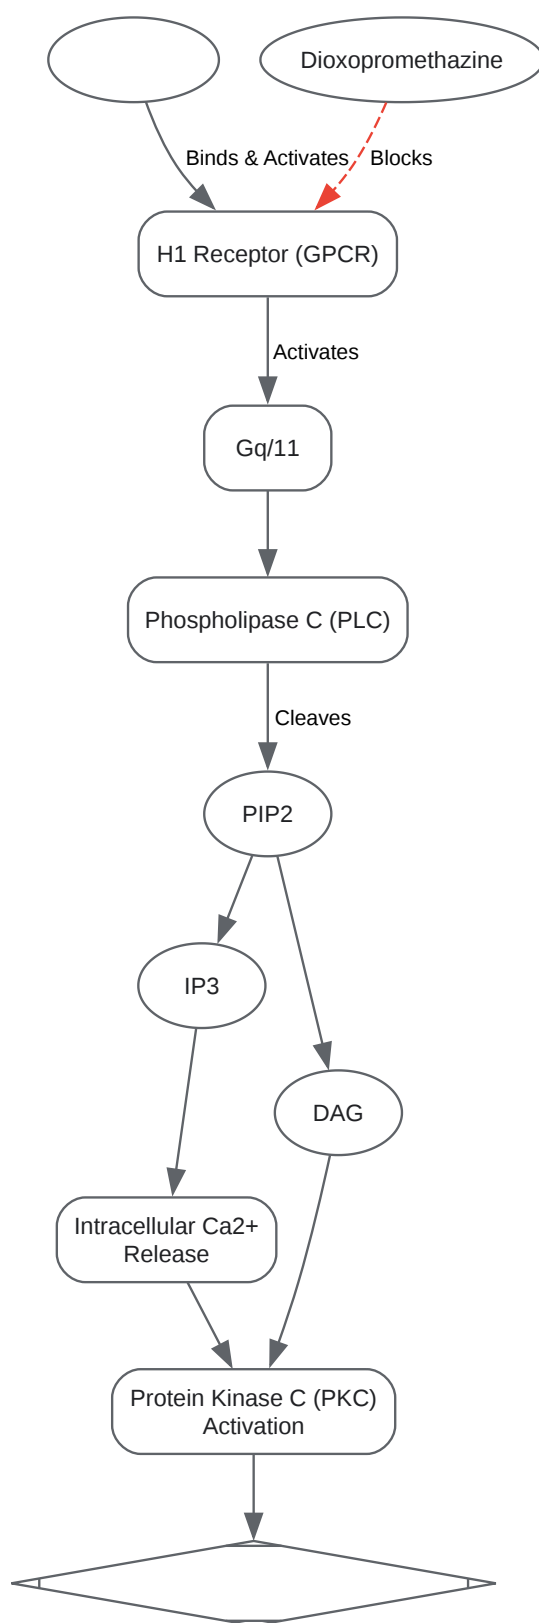 Dioxopromethazine
Binds & Activates
Blocks
H1 Receptor (GPCR)
Activates
Gq/11
Phospholipase C (PLC)
Cleaves
PIP2
IP3
DAG
Intracellular Ca2+
Release
Protein Kinase C (PKC)
Activation